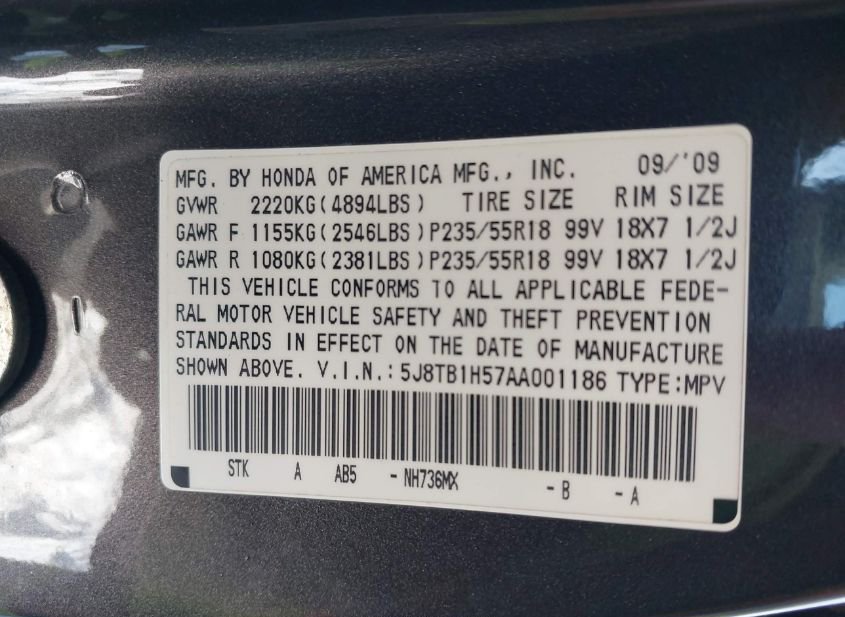 MFG. BY HONDA OF AMERICA MFG., INC. 09/'09
GVWR 2220KG(4894LBS) TIRE SIZE RIM SIZE
GAWR F 1155KG(2546LBS)P235/55R18 99V 18X7 1/2J
GAWR R 1080KG(2381LBS)P235/55R18 99V 18X7 1/2J
THIS VEHICLE CONFORMS TO ALL APPLICABLE FEDE-
RAL MOTOR VEHICLE SAFETY AND THEFT PREVENTION
STANDARDS IN EFFECT ON THE DATE OF MANUFACTURE
SHOWN ABOVE. V.I.N.:5J8TB1H57AA001186 TYPE:MPV
STK A AB5 -NH736MX -B -A